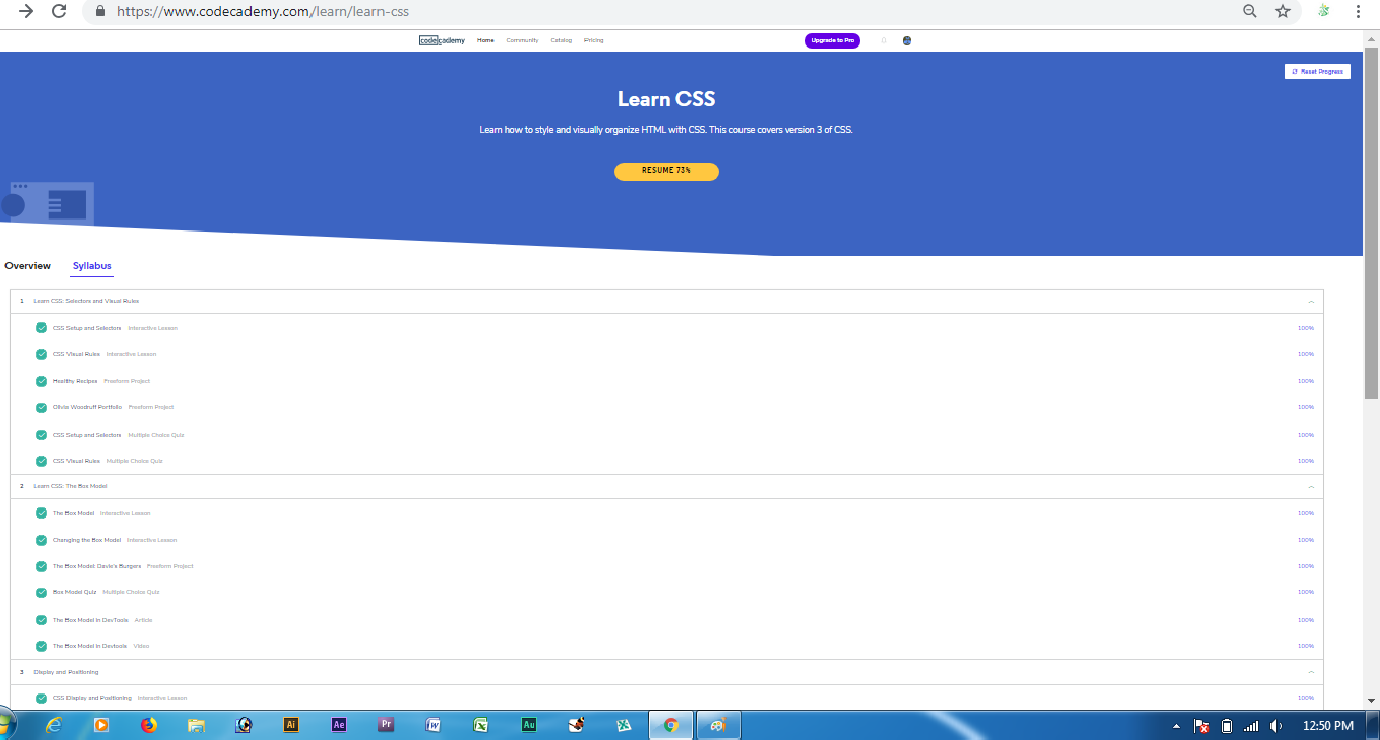 https://www.codecademy.com/learn/learn-css
codecademy Home Community Catalog Pricing Upgrade to Pro
Reset Progress
Learn CSS
Learn how to style and visually organize HTML with CSS. This course covers version 3 of CSS.
RESUME 73%
Overview Syllabus
1 Learn CSS: Selectors and Visual Rules
CSS Setup and Selectors Interactive Lesson 100%
CSS Visual Rules Interactive Lesson 100%
Healthy Recipes Freeform Project 100%
Olivia Woodruff Portfolio Freeform Project 100%
CSS Setup and Selectors Multiple Choice Quiz 100%
CSS Visual Rules Multiple Choice Quiz 100%
2 Learn CSS: The Box Model
The Box Model Interactive Lesson 100%
Changing the Box Model Interactive Lesson 100%
The Box Model: Davie's Burgers Freeform Project 100%
Box Model Quiz Multiple Choice Quiz 100%
The Box Model in DevTools Article 100%
The Box Model in Devtools Video 100%
3 Display and Positioning
CSS Display and Positioning Interactive Lesson 100%
Ai Ae Pr W Au 12:50 PM